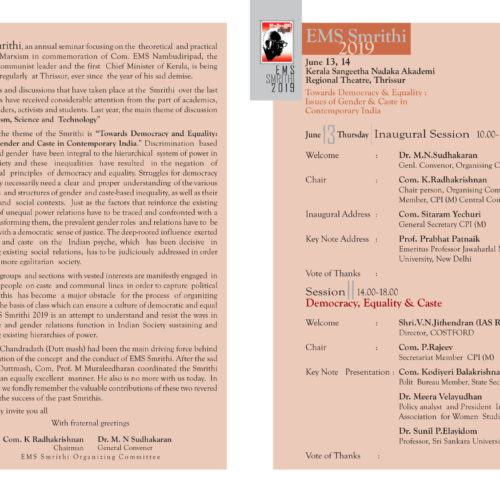 Smrithi, an annual seminar focusing on the theoretical and practical
Marxism in commemoration of Com. EMS Nambudiripad, the
communist leader and the first Chief Minister of Kerala, is being
regularly at Thrissur, ever since the year of his sad demise.
s and discussions that have taken place at the Smrithi over the last
s have received considerable attention from the part of academics,
ders, activists and students. Last year, the main theme of discussion
ism, Science and Technology"
the theme of the Smrithi is "Towards Democracy and Equality:
ender and Caste in Contemporary India." Discrimination based
d gender have been integral to the hierarchical system of power in
iety and these inequalities have resulted in the negation of
al principles of democracy and equality. Struggles for democracy
y necessarily need a clear and proper understanding of the various
and structures of gender and caste-based inequality, as well as their
and social contexts. Just as the factors that reinforce the existing
of unequal power relations have to be traced and confronted with a
sforming them, the prevalent gender roles and relations have to be
with a democratic sense of justice. The deep-rooted influence exerted
and caste on the Indian psyche, which has been decisive in
existing social relations, has to be judiciously addressed in order
more egalitarian society.
groups and sections with vested interests are manifestly engaged in
people on caste and communal lines in order to capture political
this has become a major obstacle for the process of organizing
he basis of class which can ensure a culture of democratic and equal
S Smrithi 2019 is an attempt to understand and resist the ways in
e and gender relations function in Indian Society sustaining and
existing hierarchies of power.
Chandradath (Dutt mash) had been the main driving force behind
ation of the concept and the conduct of EMS Smrithi. After the sad
Duttmash, Com, Prof. M Muraleedharan coordinated the Smrithi
an equally excellent manner. He also is no more with us today. In
we fondly remember the valuable contributions of these two revered
the success of the past Smrithis.
y invite you all
With fraternal greetings
Com. K Radhakrishnan Dr. M. N Sudhakaran
Chairman General Convener
EMS Smrithi Organizing Committee
EMS
SMRITHI
2019
EMS Smrithi
2019
June 13, 14
Kerala Sangeetha Nadaka Akademi
Regional Theatre, Thrissur
Towards Democracy & Equality :
Issues of Gender & Caste in
Contemporary India
June 13 Thursday Inaugural Session 10.00-
Welcome : Dr. M.N.Sudhakaran
Genl. Convenor, Organising C
Chair : Com. K.Radhakrishnan
Chair person, Organising Com
Member, CPI (M) Central Com
Inaugural Address : Com. Sitaram Yechuri
General Secretary CPI (M)
Key Note Address : Prof. Prabhat Patnaik
Emeritus Professor Jawaharlal
University, New Delhi
Vote of Thanks :
Session II 14.00-18.00
Democracy, Equality & Caste
Welcome : Shri.V.N.Jithendran (IAS R
Director, COSTFORD
Chair : Com. P.Rajeev
Secretariat Member CPI (M)
Key Note Presentation : Com. Kodiyeri Balakrishna
Polit Bureau Member, State Sec
Dr. Meera Velayudhan
Policy analyst and President In
Association for Women Studi
Dr. Sunil P.Elayidom
Professor, Sri Sankara Universi
Vote of Thanks :